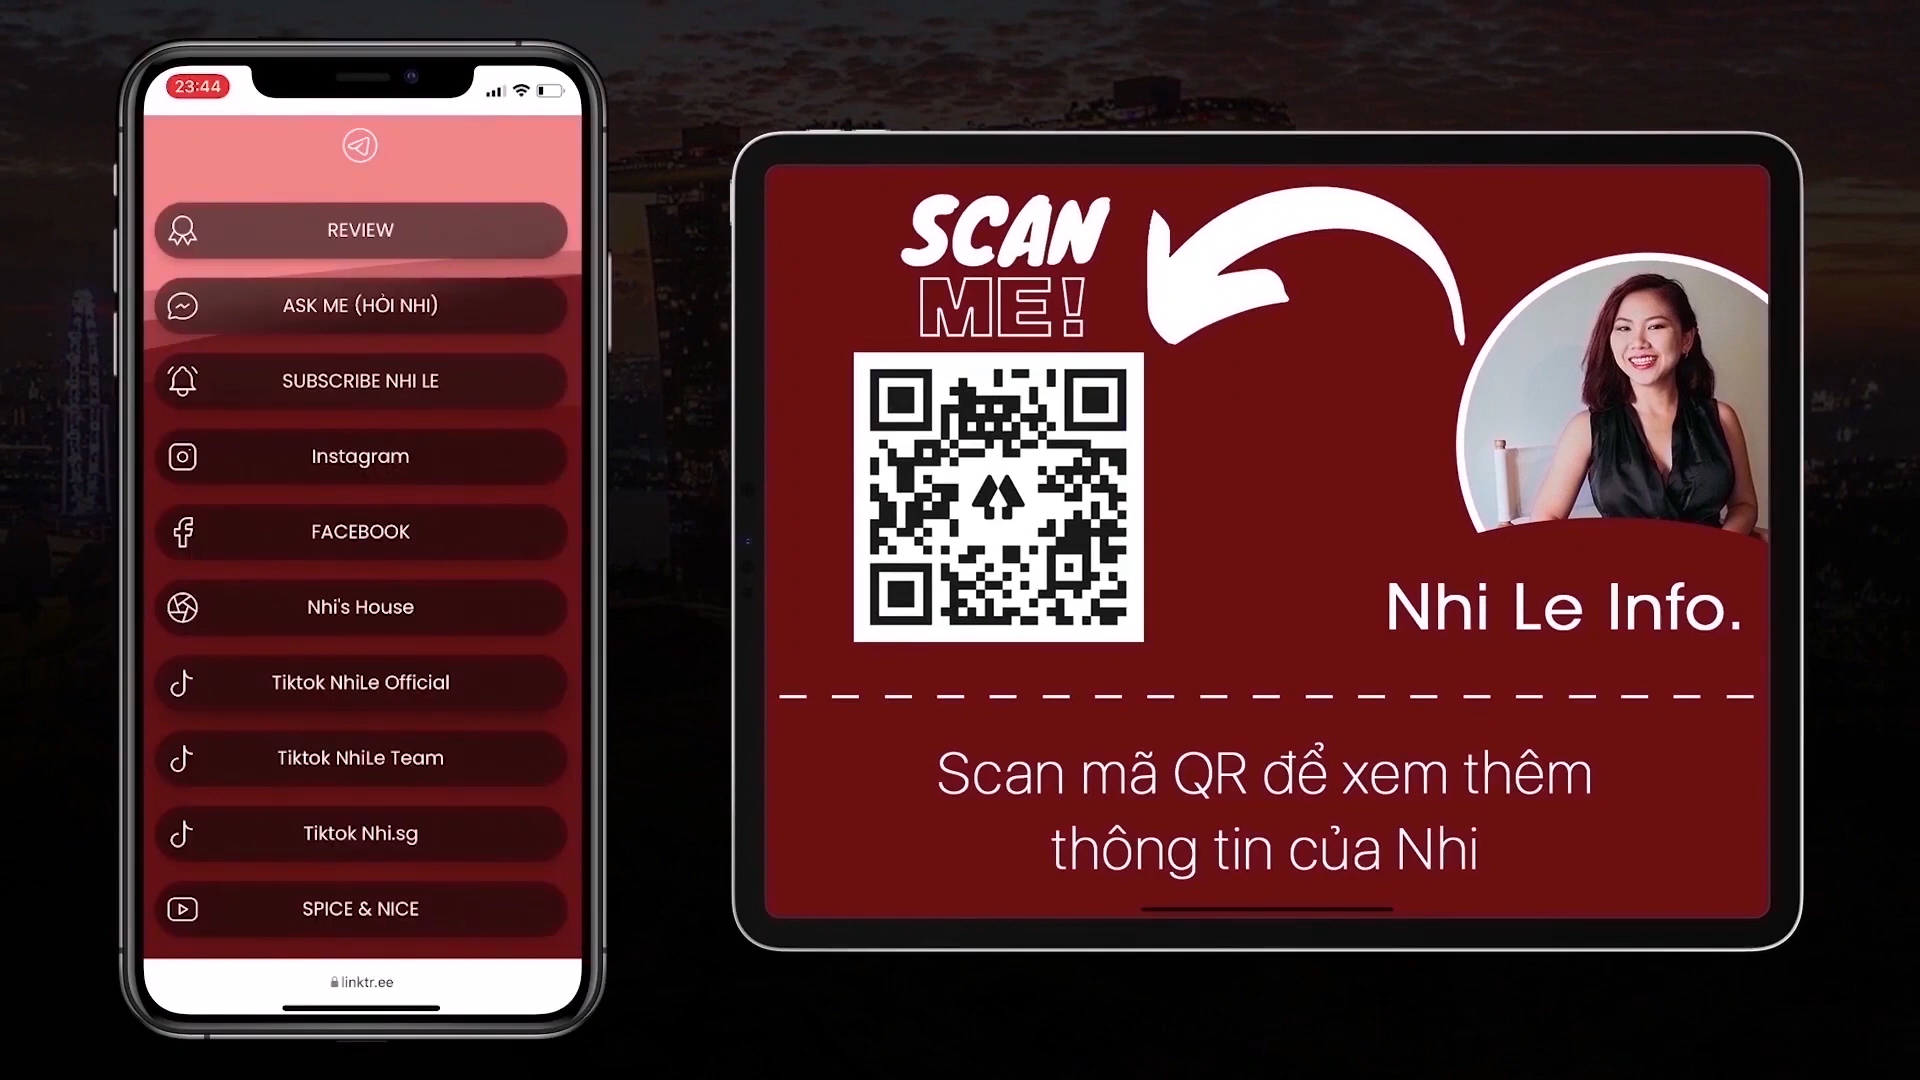 23:44
REVIEW
ASK ME (HỎI NHI)
SUBSCRIBE NHI LE
Instagram
FACEBOOK
Nhi's House
Tiktok NhiLe Official
Tiktok NhiLe Team
Tiktok Nhi.sg
SPICE & NICE
linktr.ee
SCAN
ME!
Nhi Le Info.
Scan mã QR để xem thêm
thông tin của Nhi